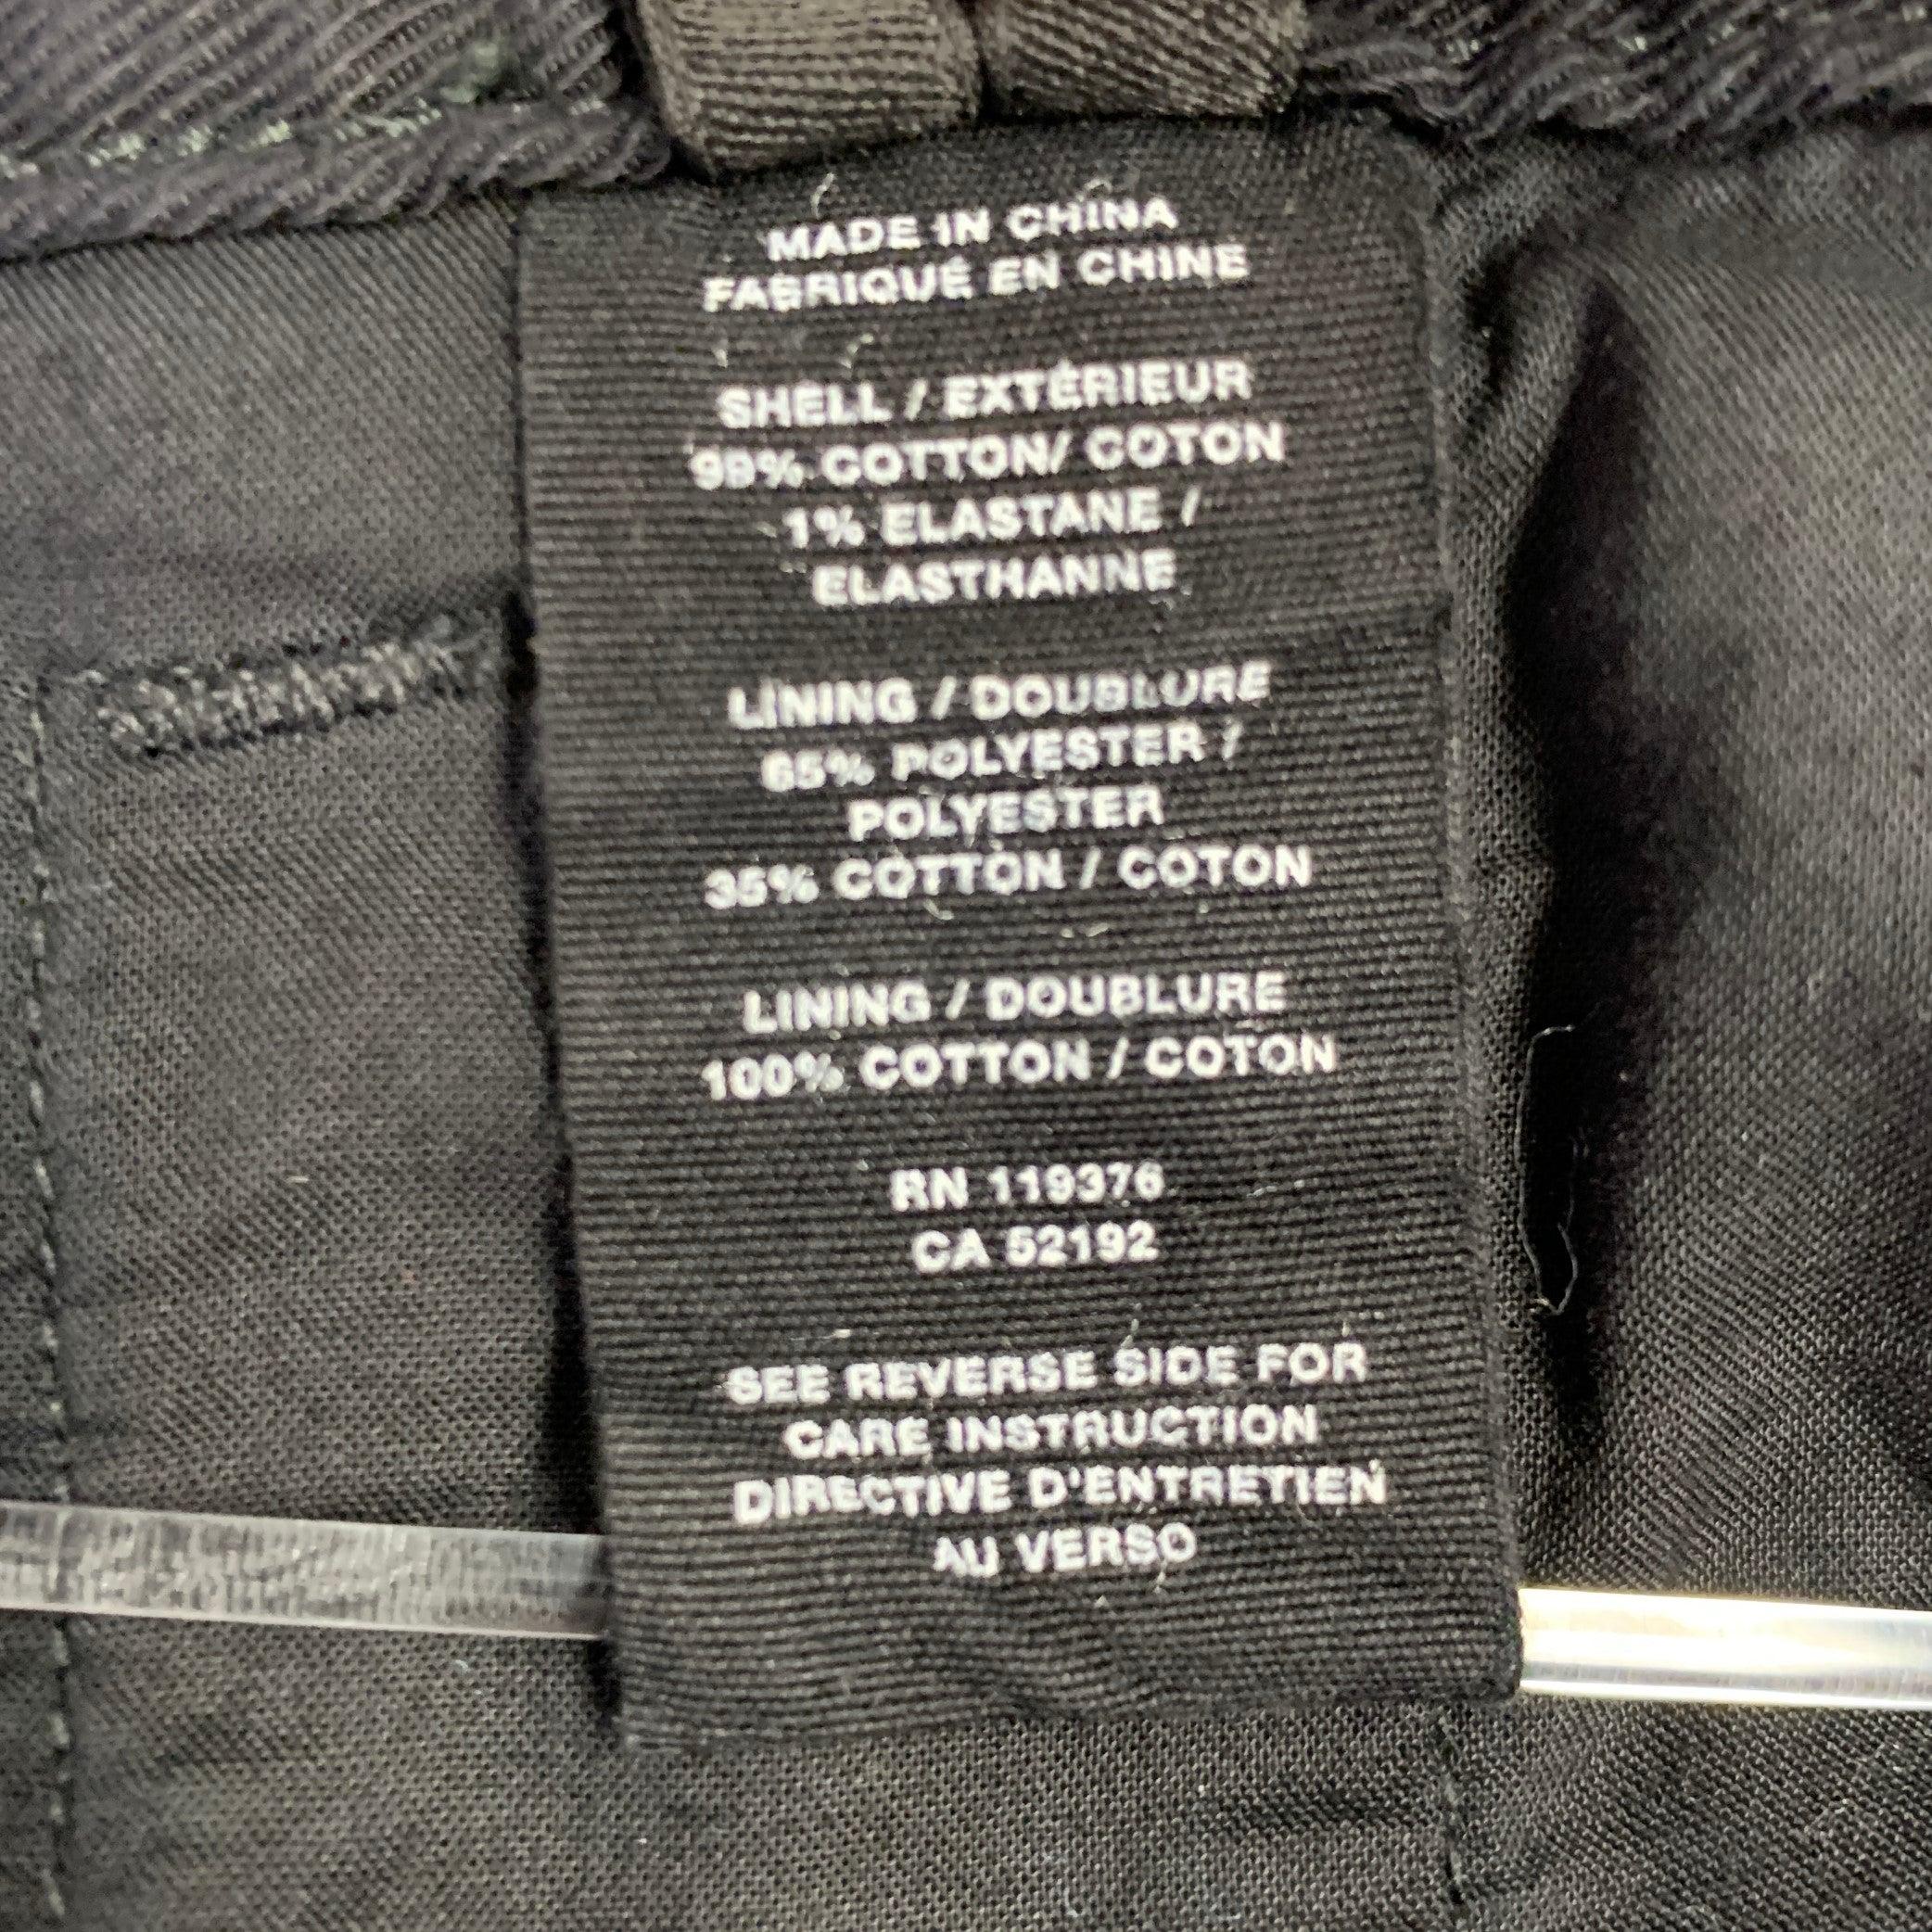 MADE IN CHINA
FABRIQUÉ EN CHINE
SHELL / EXTÉRIEUR
99% COTTON/ COTON
1% ELASTANE /
ELASTHANNE
LINING / DOUBLURE
65% POLYESTER /
POLYESTER
35% COTTON / COTON
LINING / DOUBLURE
100% COTTON / COTON
RN 119376
CA 52192
SEE REVERSE SIDE FOR
CARE INSTRUCTION
DIRECTIVE D'ENTRETIEN
AU VERSO